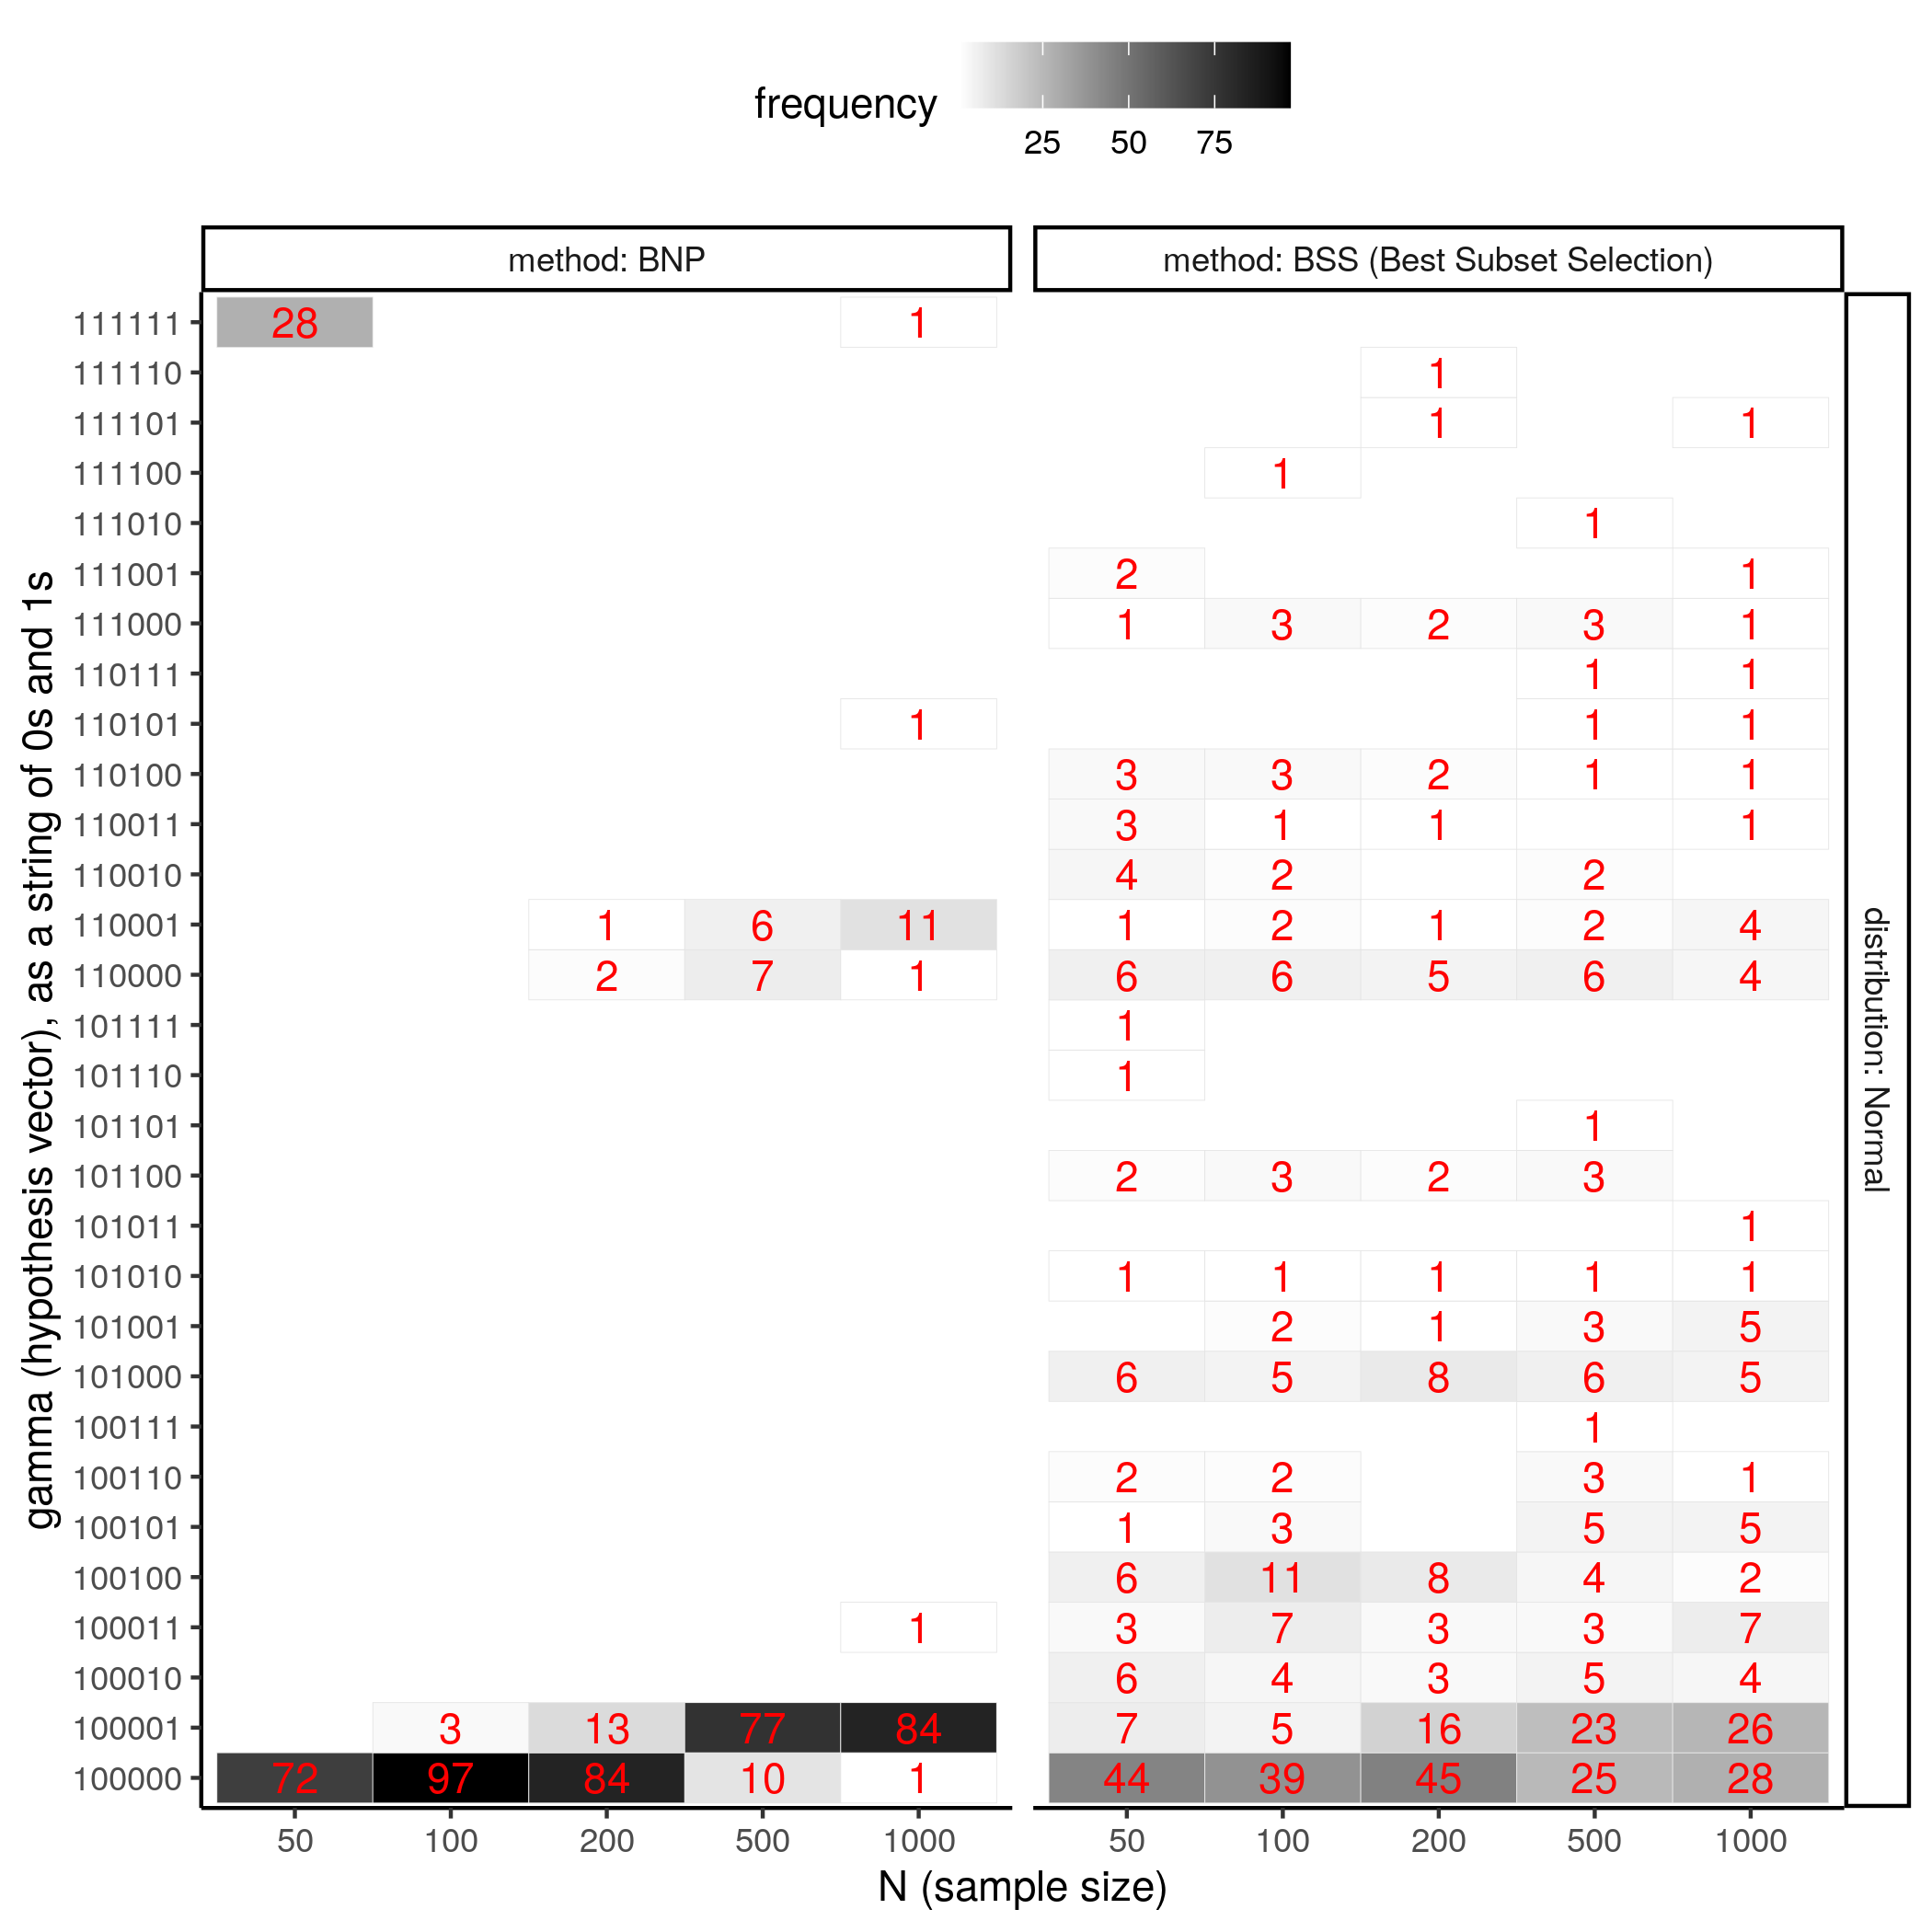 frequency
25 50 75
method: BNP
method: BSS (Best Subset Selection)
gamma (hypothesis vector), as a string of 0s and 1s
distribution: Normal
111111 28 1
111110 1
111101 1 1
111100 1
111010 1
111001 2 1
111000 1 3 2 3 1
110111 1 1
110101 1 1 1
110100 3 3 2 1 1
110011 3 1 1 1
110010 4 2 2
110001 1 6 11 1 2 1 2 4
110000 2 7 1 6 6 5 6 4
101111 1
101110 1
101101 1
101100 2 3 2 3
101011 1
101010 1 1 1 1 1
101001 2 1 3 5
101000 6 5 8 6 5
100111 1
100110 2 2 3 1
100101 1 3 5 5
100100 6 11 8 4 2
100011 1 3 7 3 3 7
100010 6 4 3 5 4
100001 3 13 77 84 7 5 16 23 26
100000 72 97 84 10 1 44 39 45 25 28
50 100 200 500 1000 50 100 200 500 1000
N (sample size)